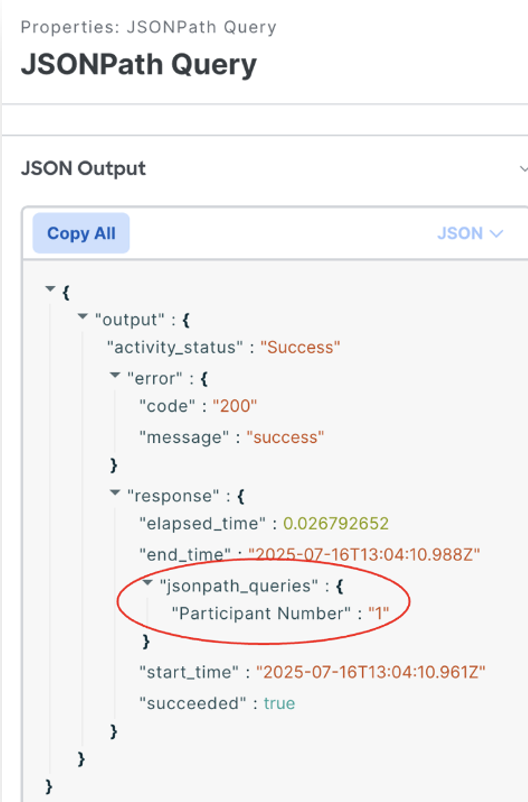 Properties: JSONPath Query
JSONPath Query
JSON Output
Copy All
JSON
{
"output" : {
"activity_status" : "Success"
"error" : {
"code" : "200"
"message" : "success"
}
"response" : {
"elapsed_time" : 0.026792652
"end_time" : "2025-07-16T13:04:10.988Z"
"jsonpath_queries" : {
"Participant Number" : "1"
}
"start_time" : "2025-07-16T13:04:10.961Z"
"succeeded" : true
}
}
}